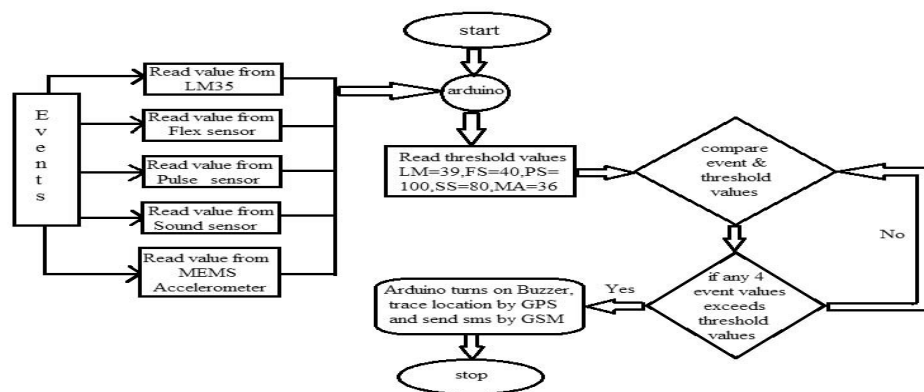 start
arduino
E
v
e
n
t
s
Read value from
LM35
Read value from
Flex sensor
Read value from
Pulse sensor
Read value from
Sound sensor
Read value from
MEMS
Accelerometer
Read threshold values
LM=39,FS=40,PS=
100,SS=80,MA=36
compare
event &
threshold
values
No
if any 4
event values
exceeds
threshold
values
Yes
Arduino turns on Buzzer,
trace location by GPS
and send sms by GSM
stop